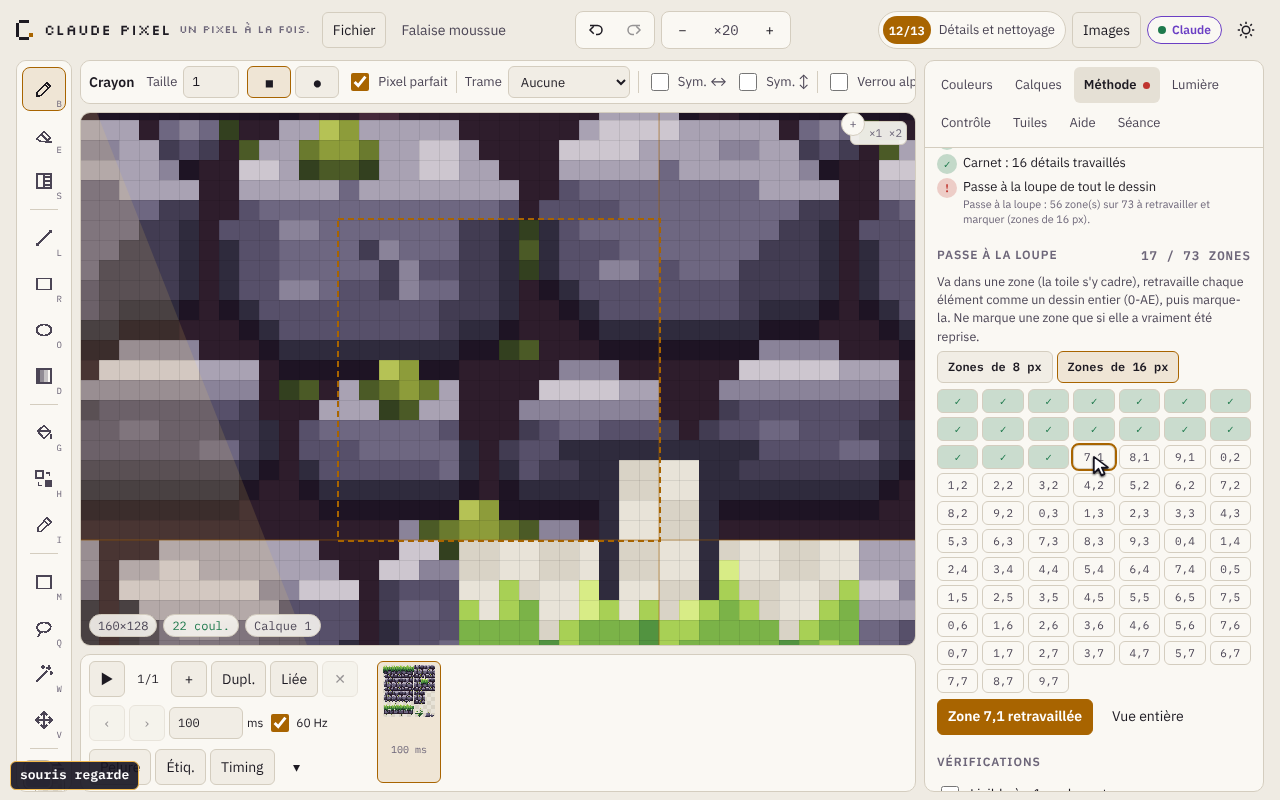 CLAUDE PIXEL UN PIXEL À LA FOIS. Fichier Falaise moussue − ×20 + 12/13 Détails et nettoyage Images Claude
Crayon Taille 1 ■ ● Pixel parfait Trame Aucune Sym. ↔ Sym. ↕ Verrou alp
B
E
S
L
R
O
D
G
H
I
M
Q
W
V
+ ×1 ×2
160×128 22 coul. Calque 1
1/1 + Dupl. Liée ✕
‹ › 100 ms 60 Hz
Étiq. Timing ▼
100 ms
souris regarde
Couleurs Calques Méthode Lumière
Contrôle Tuiles Aide Séance
✓ Carnet : 16 détails travaillés
! Passe à la loupe de tout le dessin
Passe à la loupe : 56 zone(s) sur 73 à retravailler et
marquer (zones de 16 px).
PASSE À LA LOUPE 17 / 73 ZONES
Va dans une zone (la toile s'y cadre), retravaille chaque
élément comme un dessin entier (0-AE), puis marque-
la. Ne marque une zone que si elle a vraiment été
reprise.
Zones de 8 px Zones de 16 px
✓ ✓ ✓ ✓ ✓ ✓ ✓
✓ ✓ ✓ ✓ ✓ ✓ ✓
✓ ✓ ✓ 7,1 8,1 9,1 0,2
1,2 2,2 3,2 4,2 5,2 6,2 7,2
8,2 9,2 0,3 1,3 2,3 3,3 4,3
5,3 6,3 7,3 8,3 9,3 0,4 1,4
2,4 3,4 4,4 5,4 6,4 7,4 0,5
1,5 2,5 3,5 4,5 5,5 6,5 7,5
0,6 1,6 2,6 3,6 4,6 5,6 7,6
0,7 1,7 2,7 3,7 4,7 5,7 6,7
7,7 8,7 9,7
Zone 7,1 retravaillée Vue entière
VÉRIFICATIONS